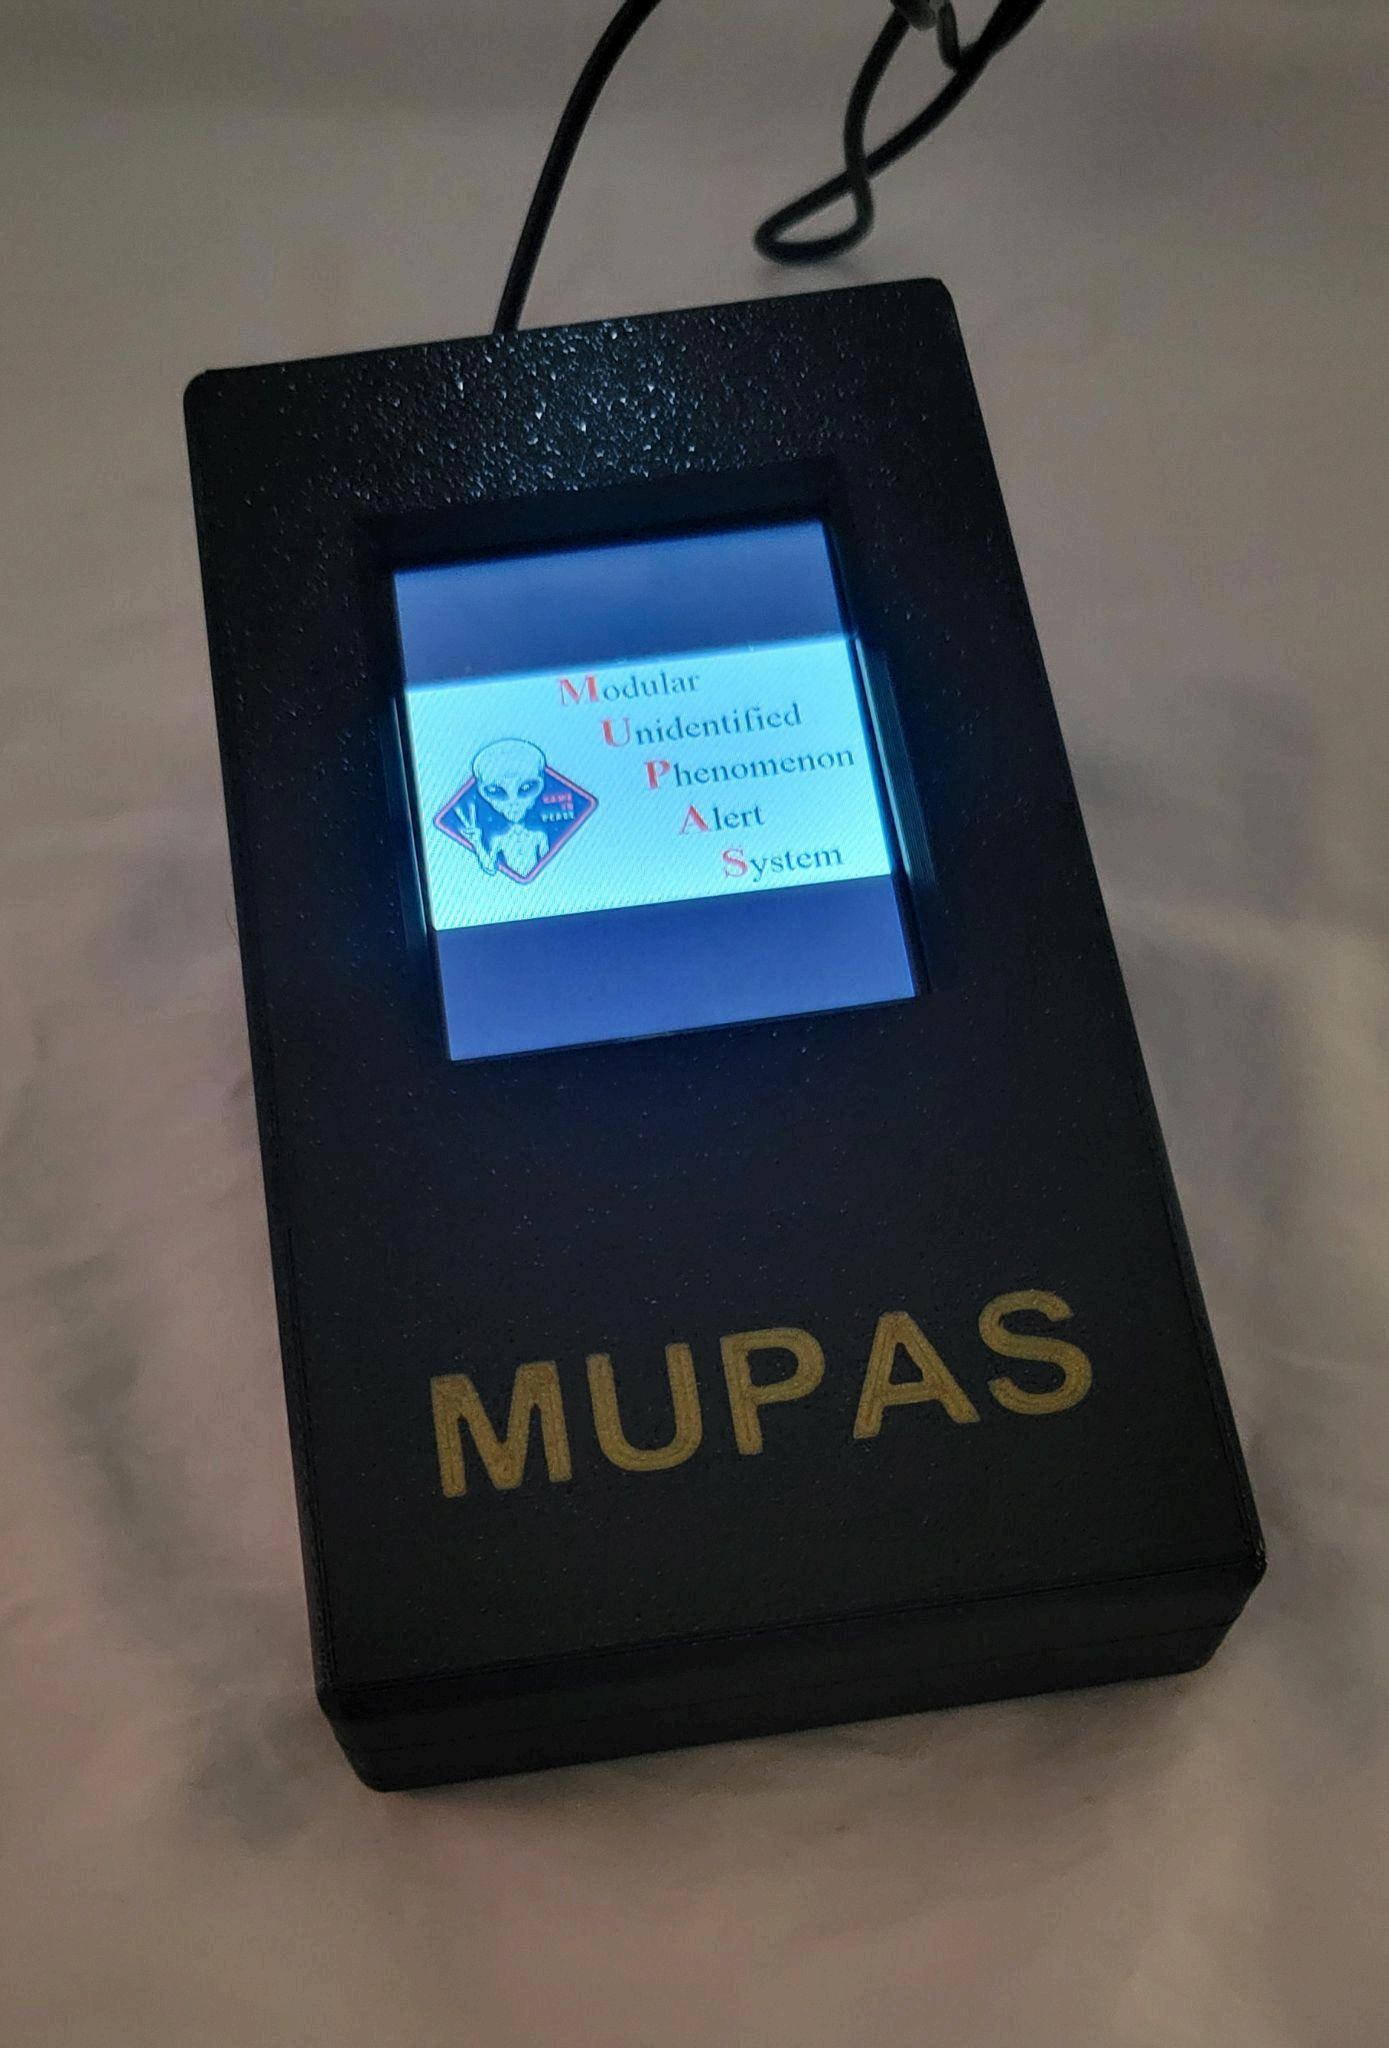 Modular
Unidentified
Phenomenon
Alert
System
MUPAS